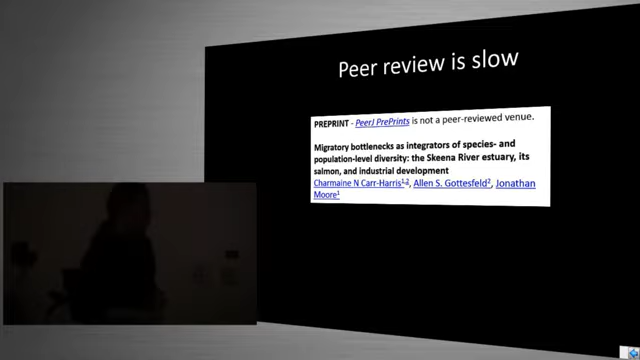 Peer review is slow
PREPRINT - PeerJ PrePrints is not a peer-reviewed venue.
Migratory bottlenecks as integrators of species- and
population-level diversity: the Skeena River estuary, its
salmon, and industrial development
Charmaine N Carr-Harris1,2, Allen S. Gottesfeld2, Jonathan
Moore1